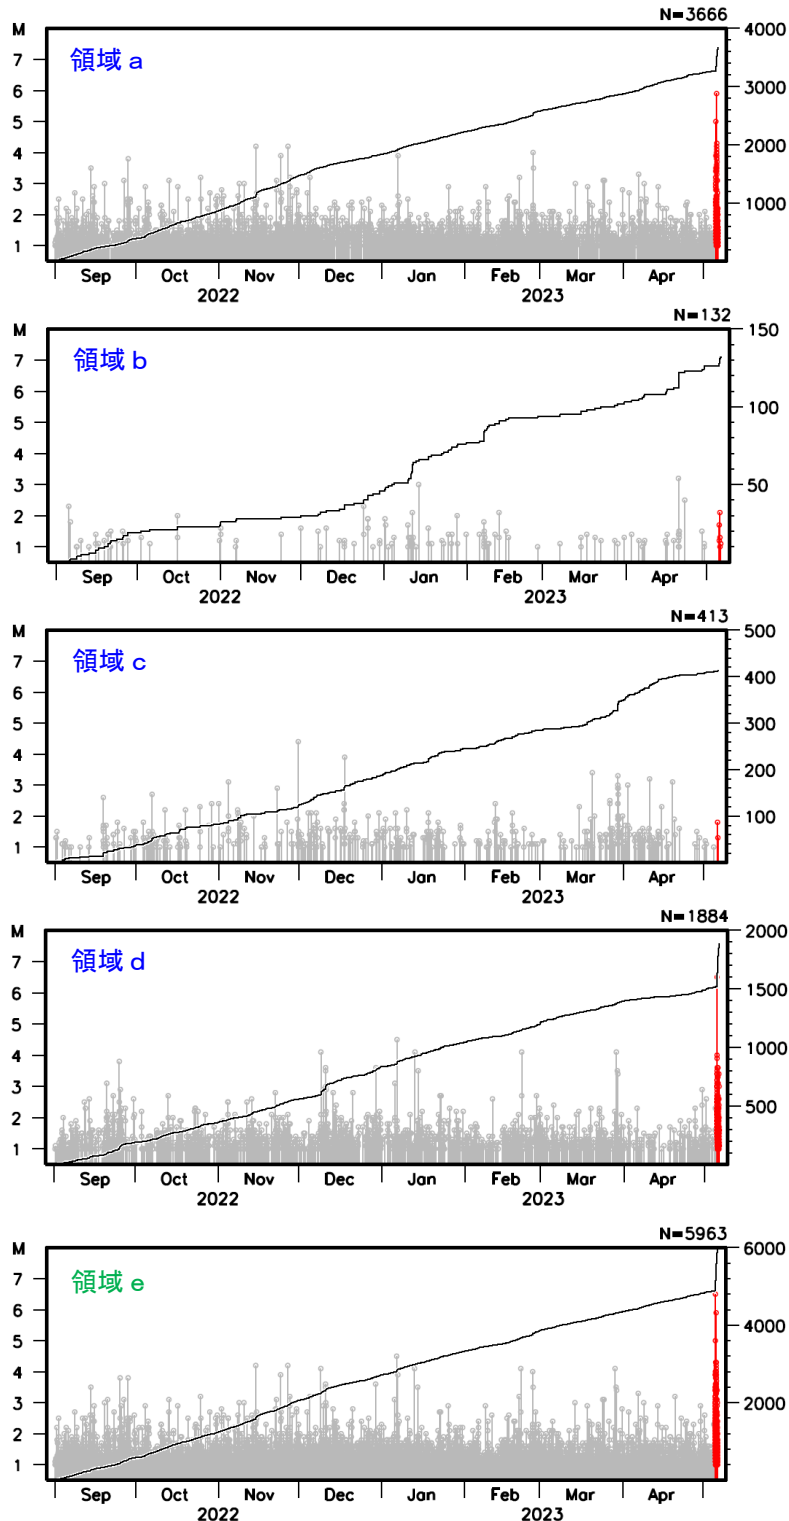 N=3666
M
4000
領域 a
7
6
3000
5
4
2000
3
2
1000
1
Sep Oct Nov Dec Jan Feb Mar Apr
2022 2023
N=132
M
150
領域 b
7
6
5
100
4
3
50
2
1
Sep Oct Nov Dec Jan Feb Mar Apr
2022 2023
N=413
M
500
領域 c
7
400
6
5
300
4
200
3
2
100
1
Sep Oct Nov Dec Jan Feb Mar Apr
2022 2023
N=1884
M
2000
領域 d
7
6
1500
5
4
1000
3
2
500
1
Sep Oct Nov Dec Jan Feb Mar Apr
2022 2023
N=5963
M
6000
領域 e
7
6
5
4000
4
3
2000
2
1
Sep Oct Nov Dec Jan Feb Mar Apr
2022 2023